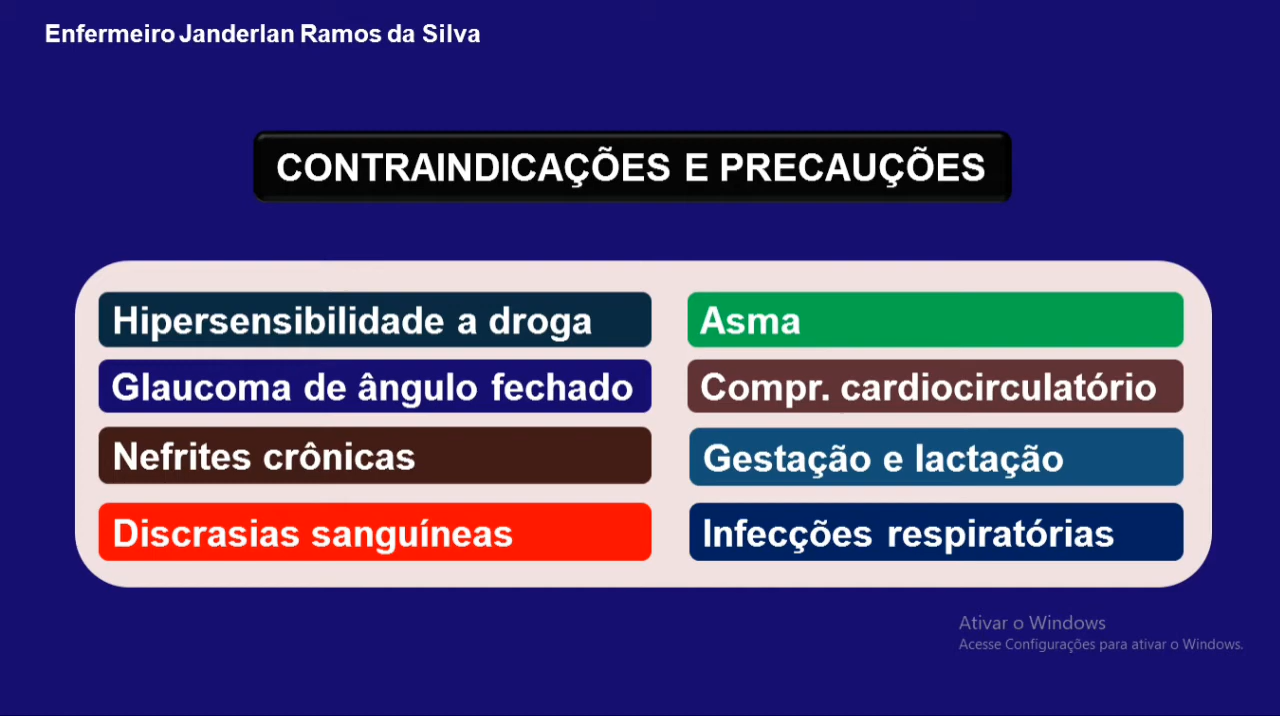 Enfermeiro Janderlan Ramos da Silva
CONTRAINDICAÇÕES E PRECAUÇÕES
Hipersensibilidade a droga
Glaucoma de ângulo fechado
Nefrites crônicas
Discrasias sanguíneas
Asma
Compr. cardiocirculatório
Gestação e lactação
Infecções respiratórias
Ativar o Windows
Acesse Configurações para ativar o Windows.